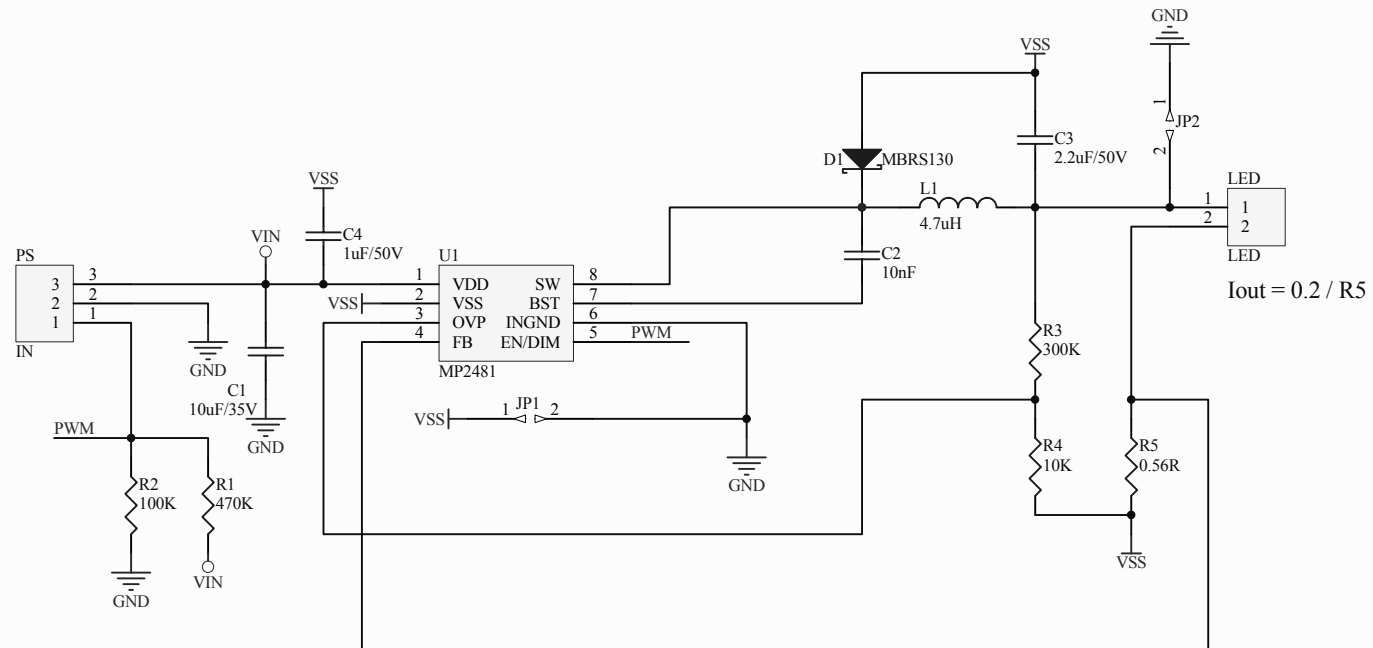 GND
VSS
1
JP2
2
C3
2.2uF/50V
D1
MBRS130
VSS
L1
4.7uH
LED
1
1
2
2
LED
VIN
C4
1uF/50V
C2
10nF
Iout = 0.2 / R5
PS
3
3
2
2
1
1
IN
U1
1
VDD
SW
8
VSS
2
VSS
BST
7
3
OVP
INGND
6
4
FB
EN/DIM
5
PWM
MP2481
GND
C1
10uF/35V
GND
R3
300K
VSS
1
JP1
2
PWM
R4
10K
R5
0.56R
GND
R2
100K
R1
470K
VSS
VIN
GND